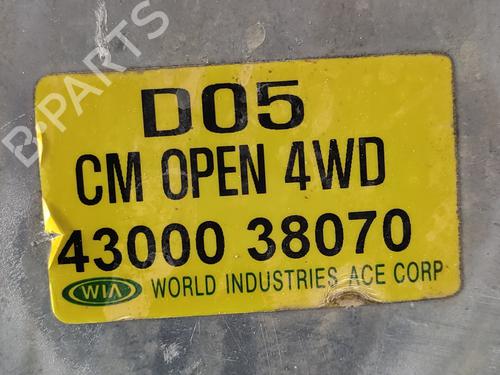 B-PARTS
D05
CM OPEN 4WD
43000 38070
WIA WORLD INDUSTRIES ACE CORP